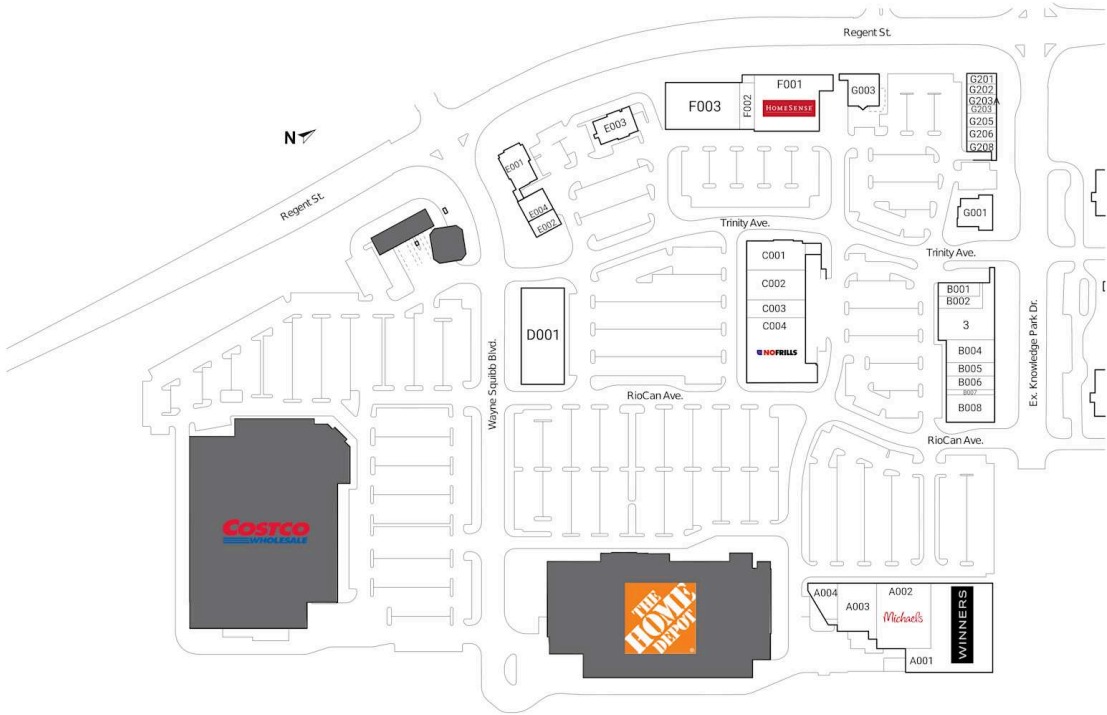 Regent St.
F001
G201
G202
G203A
G203
G205
G206
G208
G003
F003
F002
HOMESENSE
E003
N
E001
E004
E002
Regent St.
G001
Trinity Ave.
Trinity Ave.
C001
C002
C003
C004
NOFRILLS
B001
B002
3
B004
B005
B006
B007
B008
D001
Wayne Squibb Blvd.
Ex. Knowledge Park Dr.
RioCan Ave.
RioCan Ave.
COSTCO
WHOLESALE
THE
HOME
DEPOT
A004
A003
A002
Michaels
WINNERS
A001